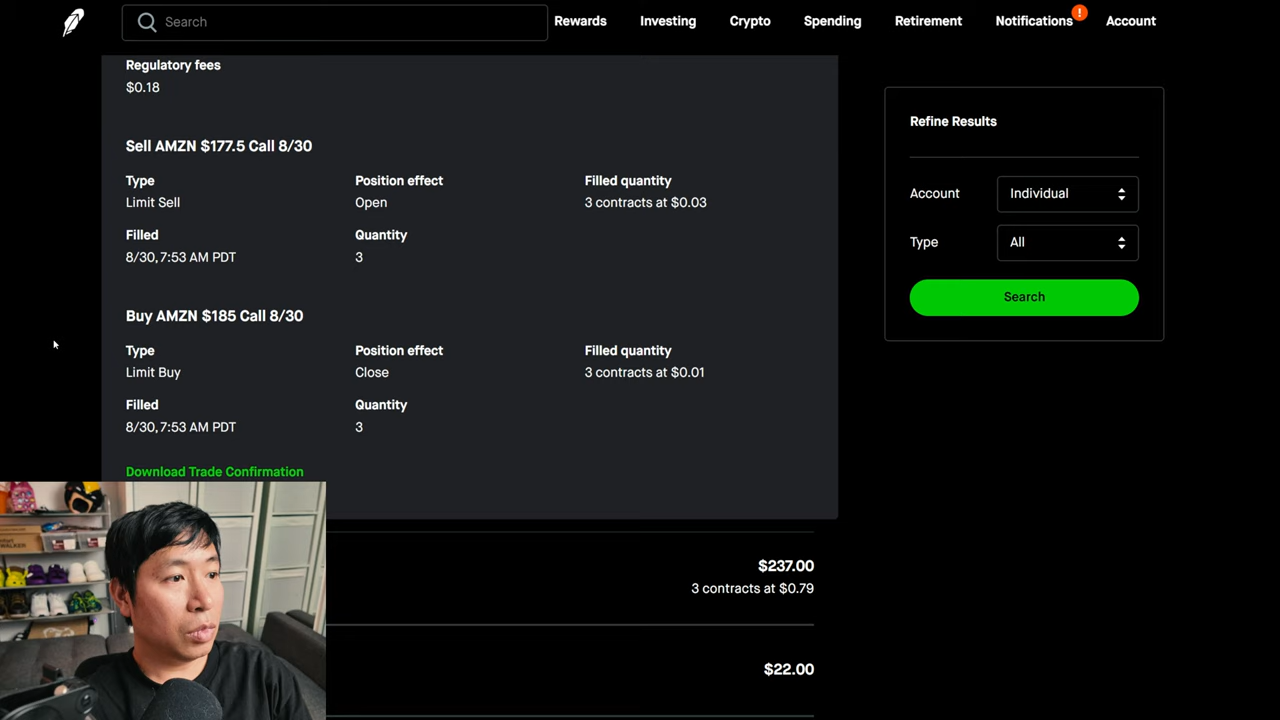 Search
Rewards
Investing
Crypto
Spending
Retirement
Notifications
!
Account
Regulatory fees
$0.18
Sell AMZN $177.5 Call 8/30
Type
Position effect
Filled quantity
Limit Sell
Open
3 contracts at $0.03
Filled
Quantity
8/30, 7:53 AM PDT
3
Buy AMZN $185 Call 8/30
Type
Position effect
Filled quantity
Limit Buy
Close
3 contracts at $0.01
Filled
Quantity
8/30, 7:53 AM PDT
3
Download Trade Confirmation
$237.00
3 contracts at $0.79
$22.00
Refine Results
Account
Individual
Type
All
Search